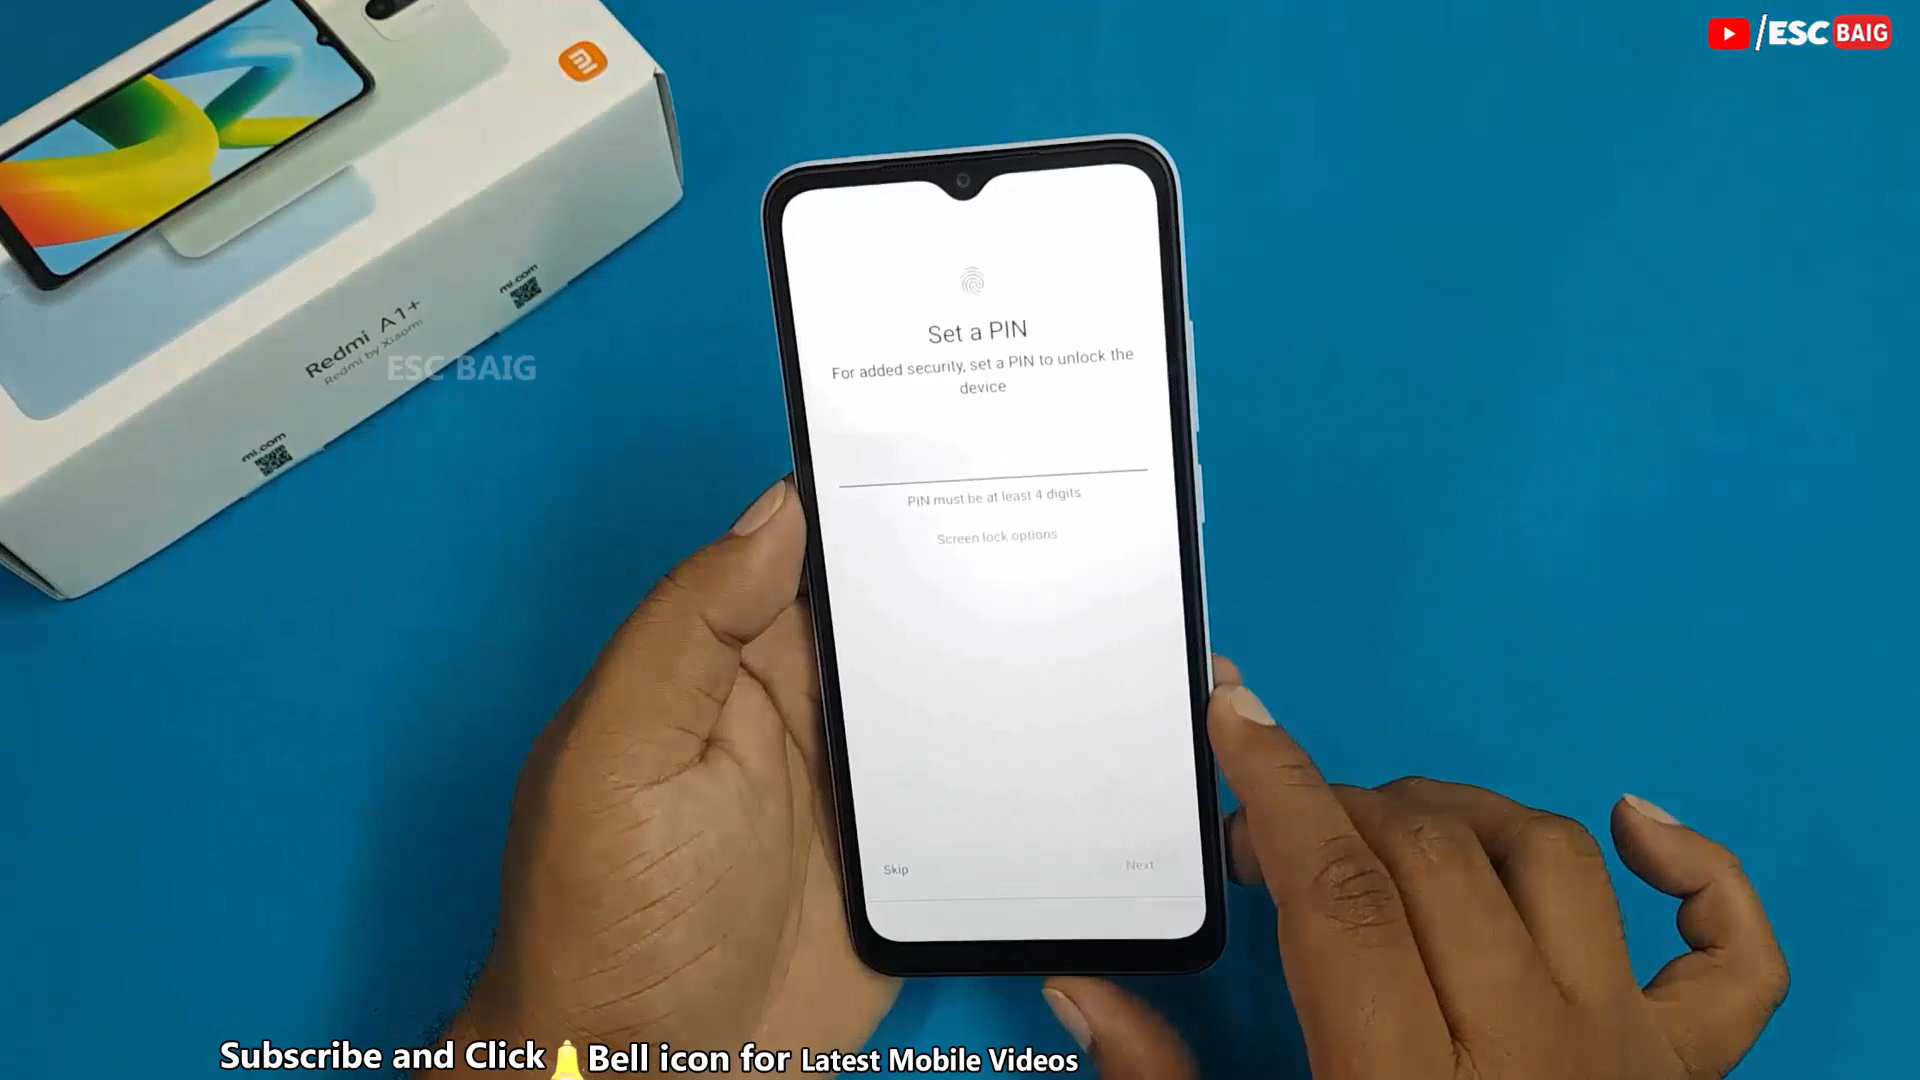 /ESC BAIG
mi
mi.com
Redmi A1+
Redmi by Xiaomi
ESC BAIG
mi.com
Set a PIN
For added security, set a PIN to unlock the
device
PIN must be at least 4 digits
Screen lock options
Skip
Next
Subscribe and Click Bell icon for Latest Mobile Videos